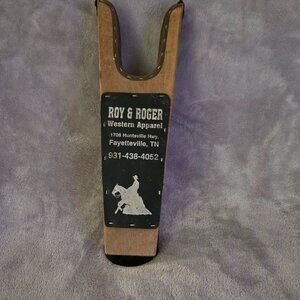 ROY & ROGER
Western Apparel
1708 Huntsville Hwy.
Fayetteville, TN
931-438-4052